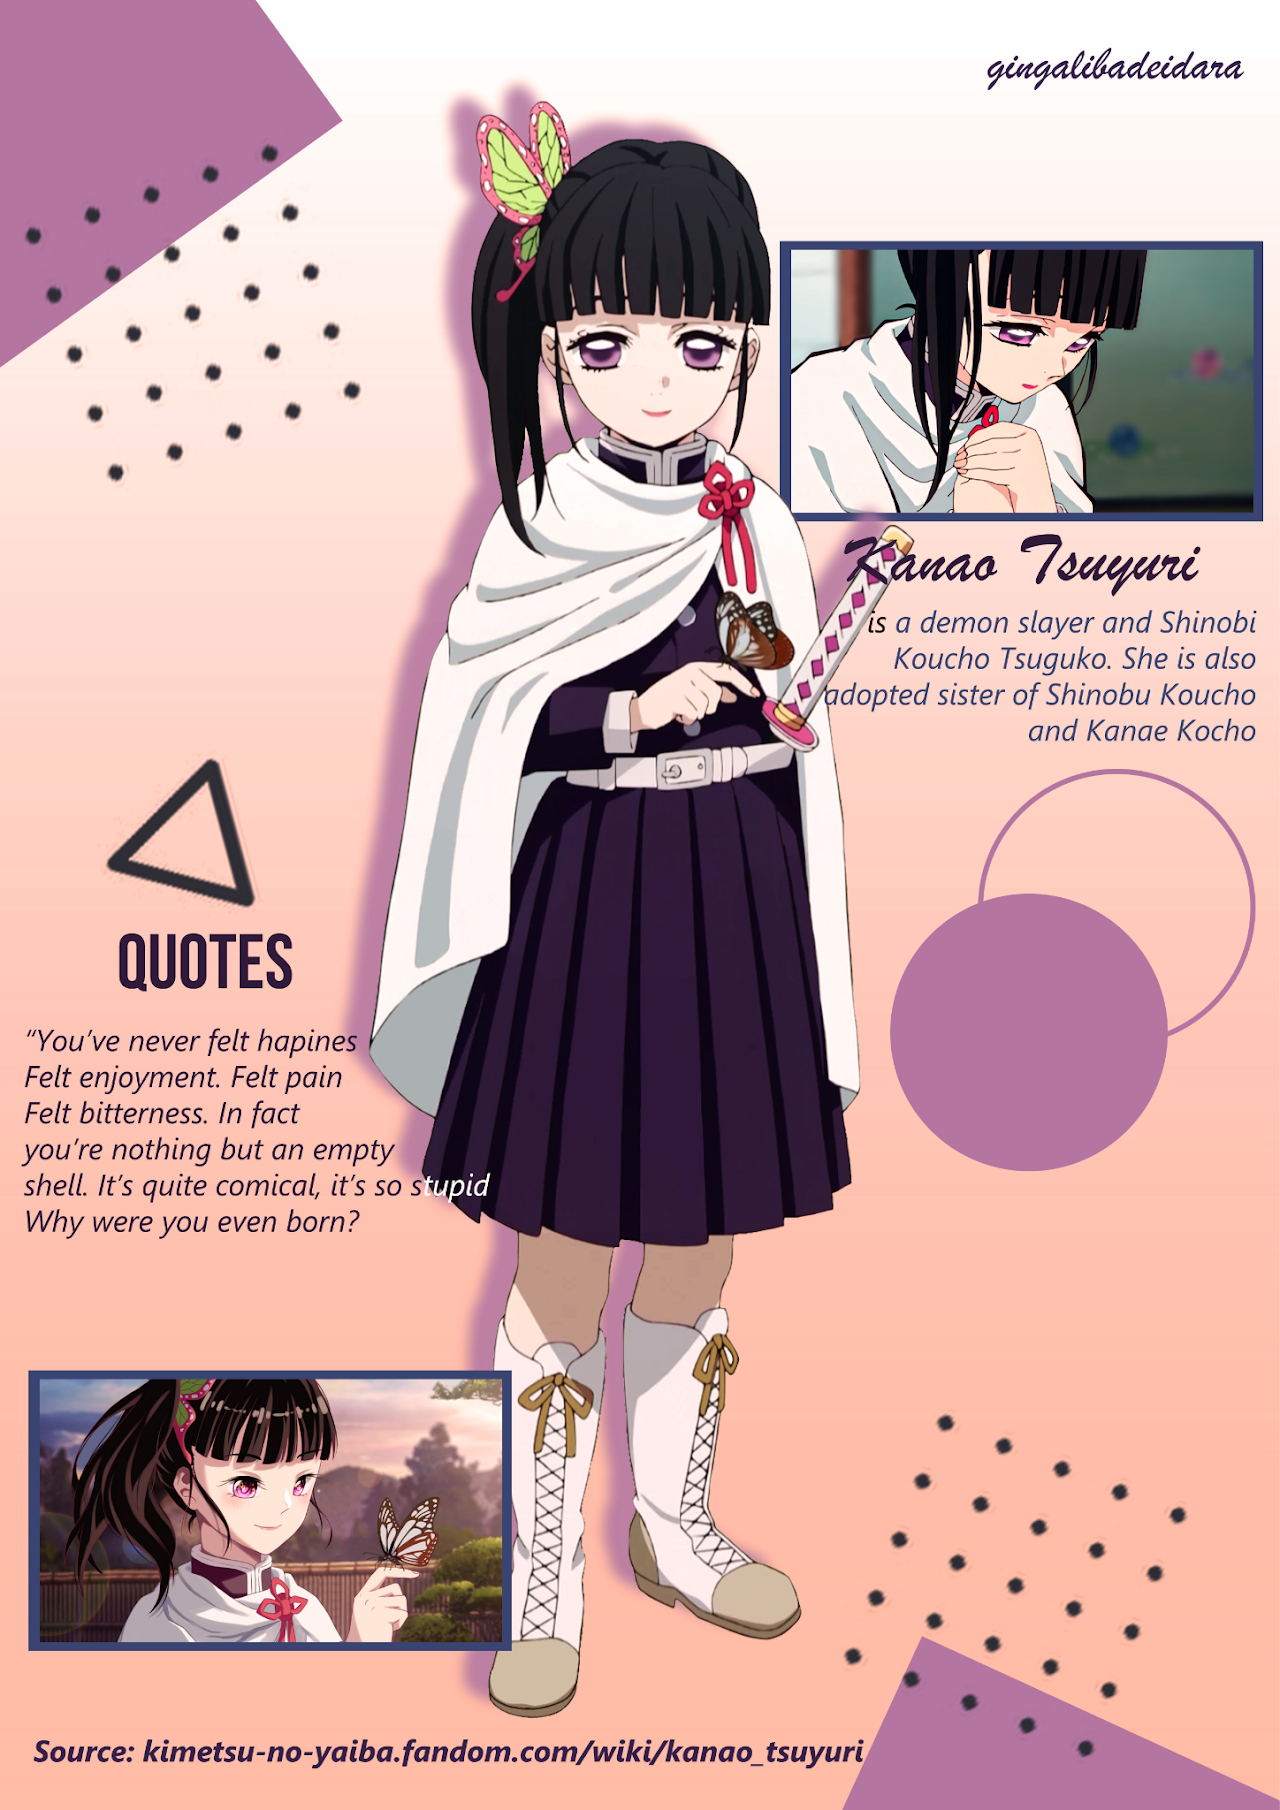 gingalibadeidara
Kanao Tsuyuri
is a demon slayer and Shinobi
Koucho Tsuguko. She is also
adopted sister of Shinobu Koucho
and Kanae Kocho
QUOTES
“You’ve never felt hapines
Felt enjoyment. Felt pain
Felt bitterness. In fact
you’re nothing but an empty
shell. It’s quite comical, it’s so stupid
Why were you even born?
Source: kimetsu-no-yaiba.fandom.com/wiki/kanao_tsuyuri